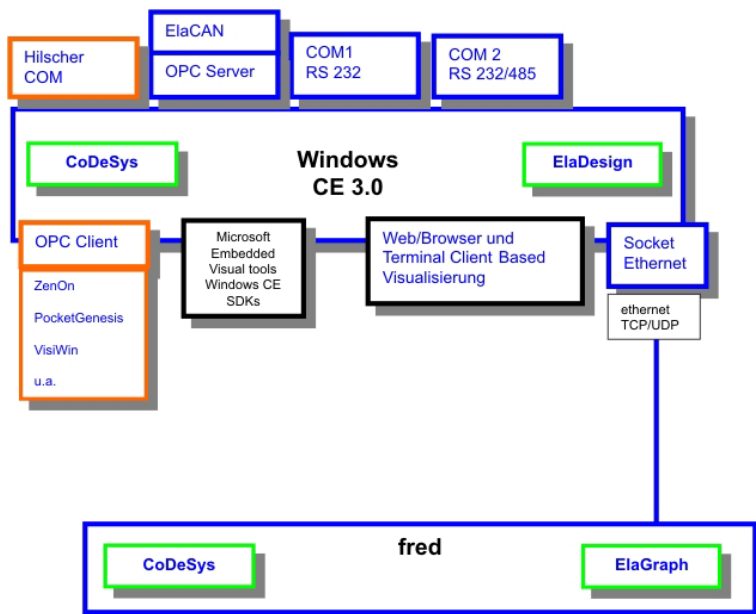 Hilscher
COM
ElaCAN
OPC Server
COM1
RS 232
COM 2
RS 232/485
CoDeSys
Windows
CE 3.0
ElaDesign
OPC Client
ZenOn
PocketGenesis
VisiWin
u.a.
Microsoft
Embedded
Visual tools
Windows CE
SDKs
Web/Browser und
Terminal Client Based
Visualisierung
Socket
Ethernet
ethernet
TCP/UDP
fred
CoDeSys
ElaGraph